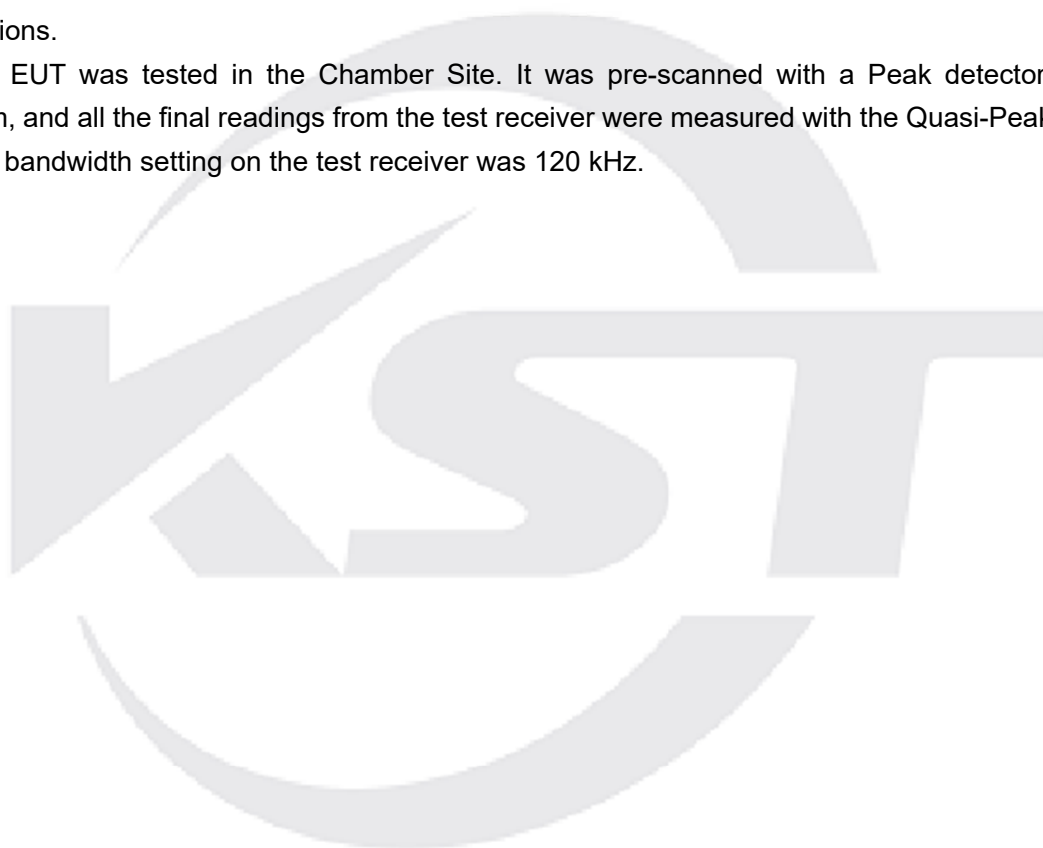 ions.
EUT was tested in the Chamber Site. It was pre-scanned with a Peak detector
, and all the final readings from the test receiver were measured with the Quasi-Peak
bandwidth setting on the test receiver was 120 kHz.
KST